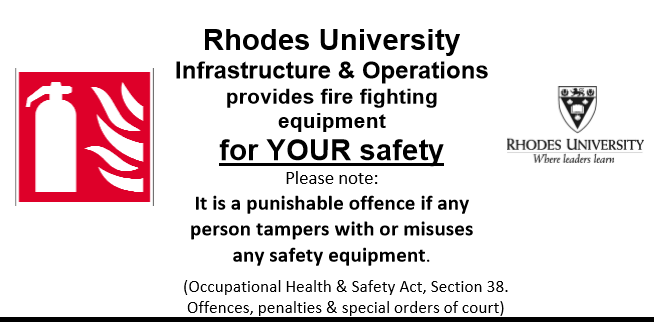 Rhodes University
Infrastructure & Operations
provides fire fighting
equipment
for YOUR safety
Please note:
It is a punishable offence if any
person tampers with or misuses
any safety equipment.
(Occupational Health & Safety Act, Section 38.
Offences, penalties & special orders of court)
RHODES UNIVERSITY
Where leaders learn